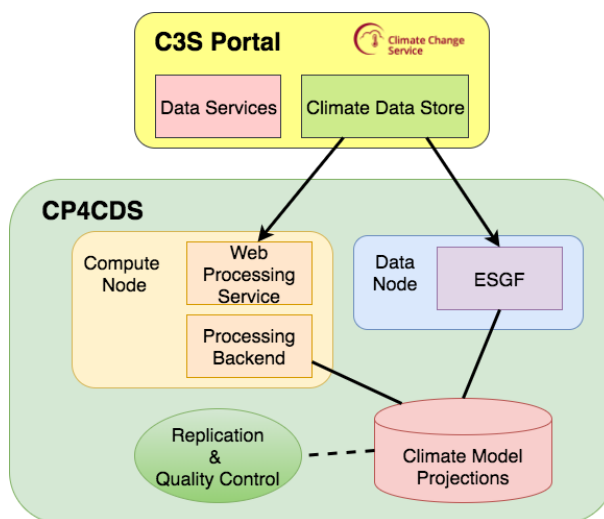 C3S Portal
Climate Change
Service
Data Services
Climate Data Store
CP4CDS
Compute
Node
Web
Processing
Service
Processing
Backend
Data
Node
ESGF
Replication
&
Quality Control
Climate Model
Projections